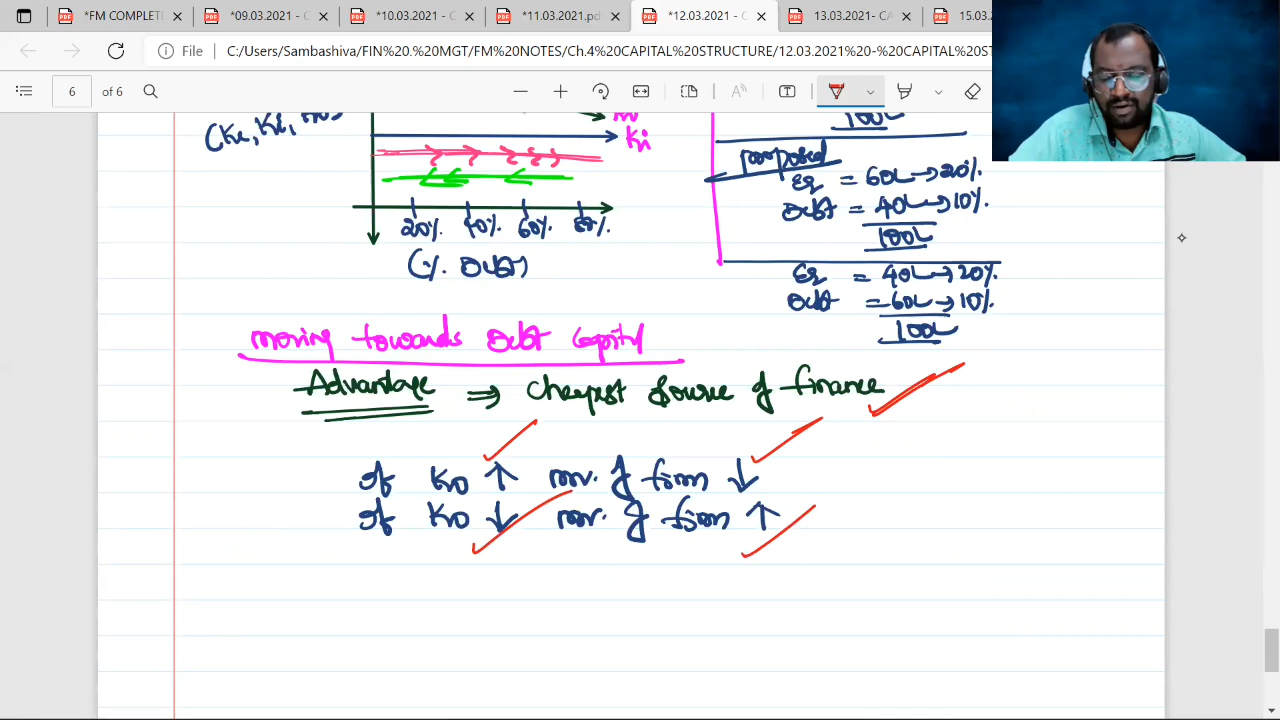 *FM COMPLETE
*09.03.2021 - C
*10.03.2021 - C
*11.03.2021.pd
*12.03.2021 - C
13.03.2021- CA
15.03
File
C:/Users/Sambashiva/FIN%20.%20MGT/FM%20NOTES/Ch.4%20CAPITAL%20STRUCTURE/12.03.2021%20-%20CAPITAL%20ST
6 of 6
100L
Ki
proposed
Eq = 60L → 20%
Debt = 40L → 10%
100L
20% 40% 60% 80%
(% Debt)
Eq = 40L → 20%
Debt = 60L → 10%
100L
moving towards Debt Capital
Advantage ⇒ Cheapest Source of finance
If Ko ↑ mv. of firm ↓
If Ko ↓ mv. of firm ↑